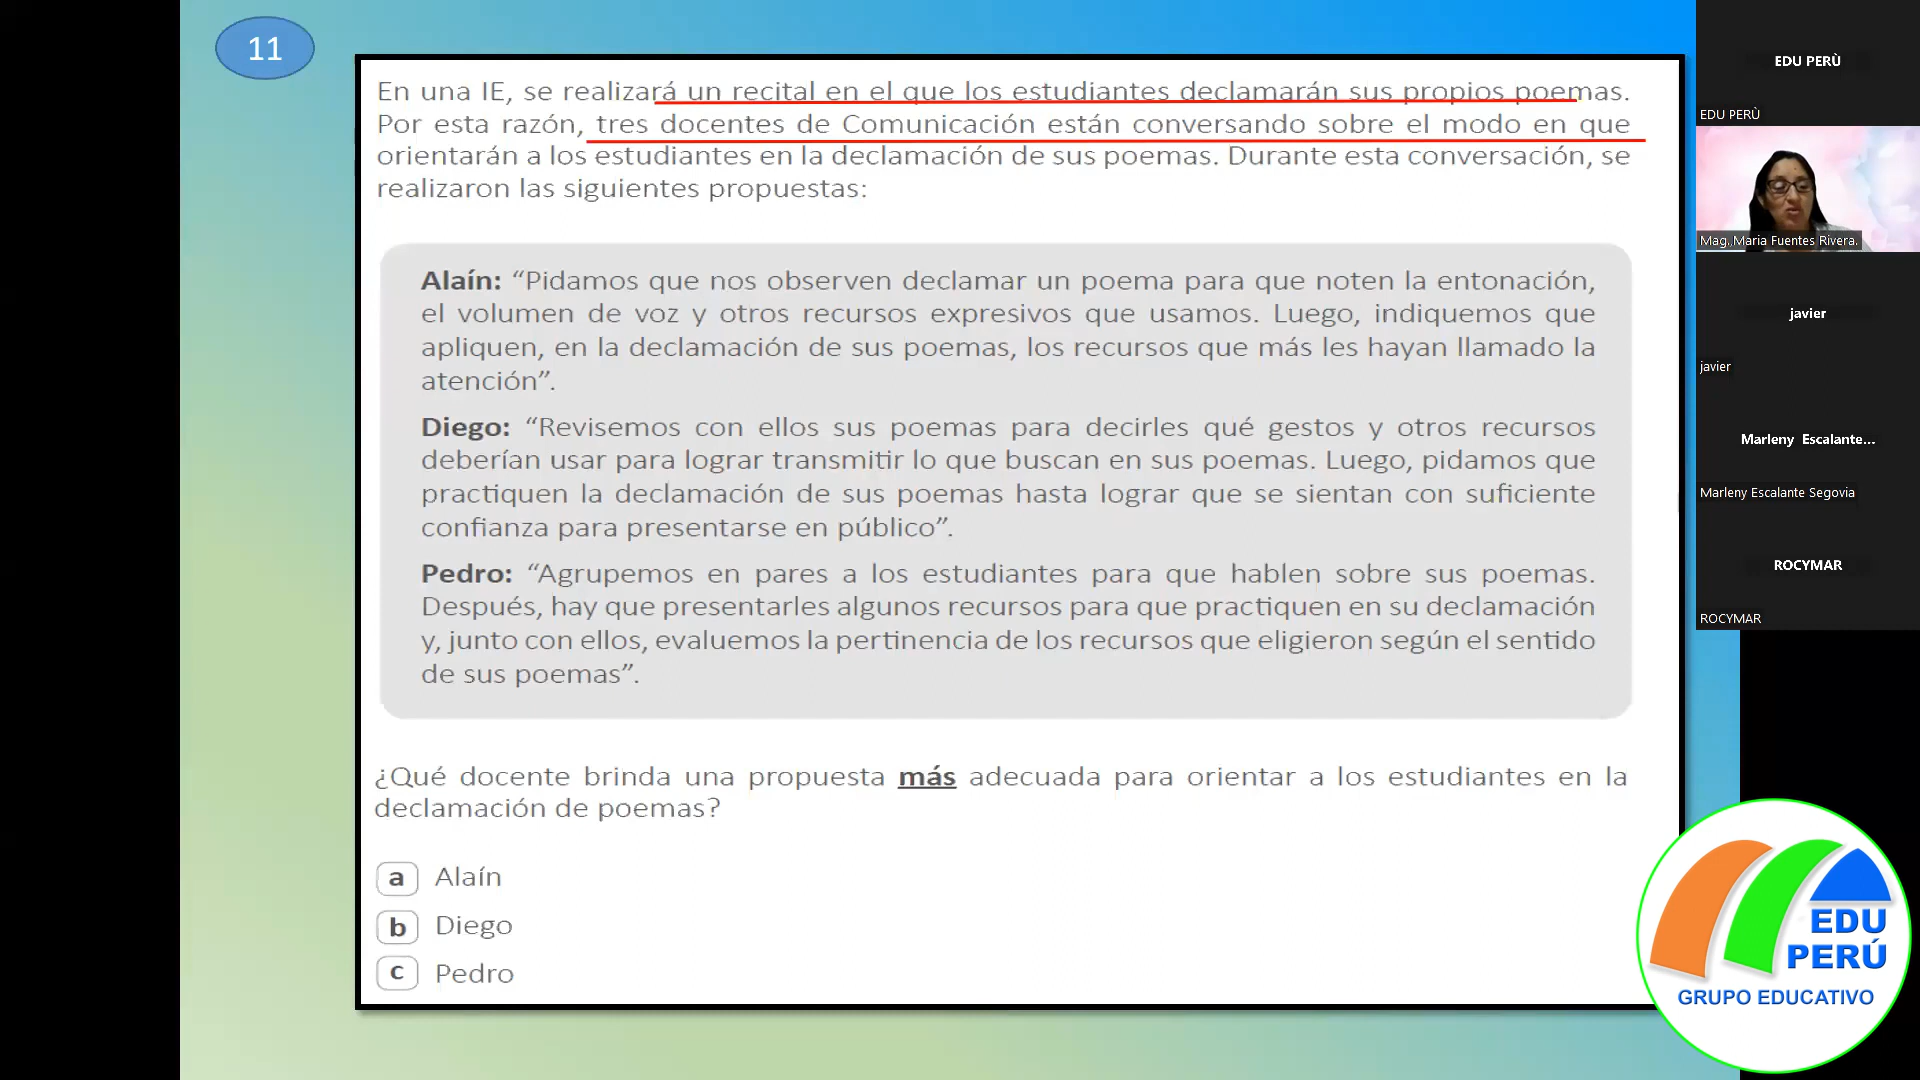 11
En una IE, se realizará un recital en el que los estudiantes declamarán sus propios poemas.
Por esta razón, tres docentes de Comunicación están conversando sobre el modo en que
orientarán a los estudiantes en la declamación de sus poemas. Durante esta conversación, se
realizaron las siguientes propuestas:
Alaín: “Pidamos que nos observen declamar un poema para que noten la entonación,
el volumen de voz y otros recursos expresivos que usamos. Luego, indiquemos que
apliquen, en la declamación de sus poemas, los recursos que más les hayan llamado la
atención”.
Diego: “Revisemos con ellos sus poemas para decirles qué gestos y otros recursos
deberían usar para lograr transmitir lo que buscan en sus poemas. Luego, pidamos que
practiquen la declamación de sus poemas hasta lograr que se sientan con suficiente
confianza para presentarse en público”.
Pedro: “Agrupemos en pares a los estudiantes para que hablen sobre sus poemas.
Después, hay que presentarles algunos recursos para que practiquen en su declamación
y, junto con ellos, evaluemos la pertinencia de los recursos que eligieron según el sentido
de sus poemas”.
¿Qué docente brinda una propuesta más adecuada para orientar a los estudiantes en la
declamación de poemas?
a Alaín
b Diego
c Pedro
EDU PERÙ
EDU PERÙ
Mag. Maria Fuentes Rivera.
javier
javier
Marleny Escalante...
Marleny Escalante Segovia
ROCYMAR
ROCYMAR
EDU
PERÚ
GRUPO EDUCATIVO